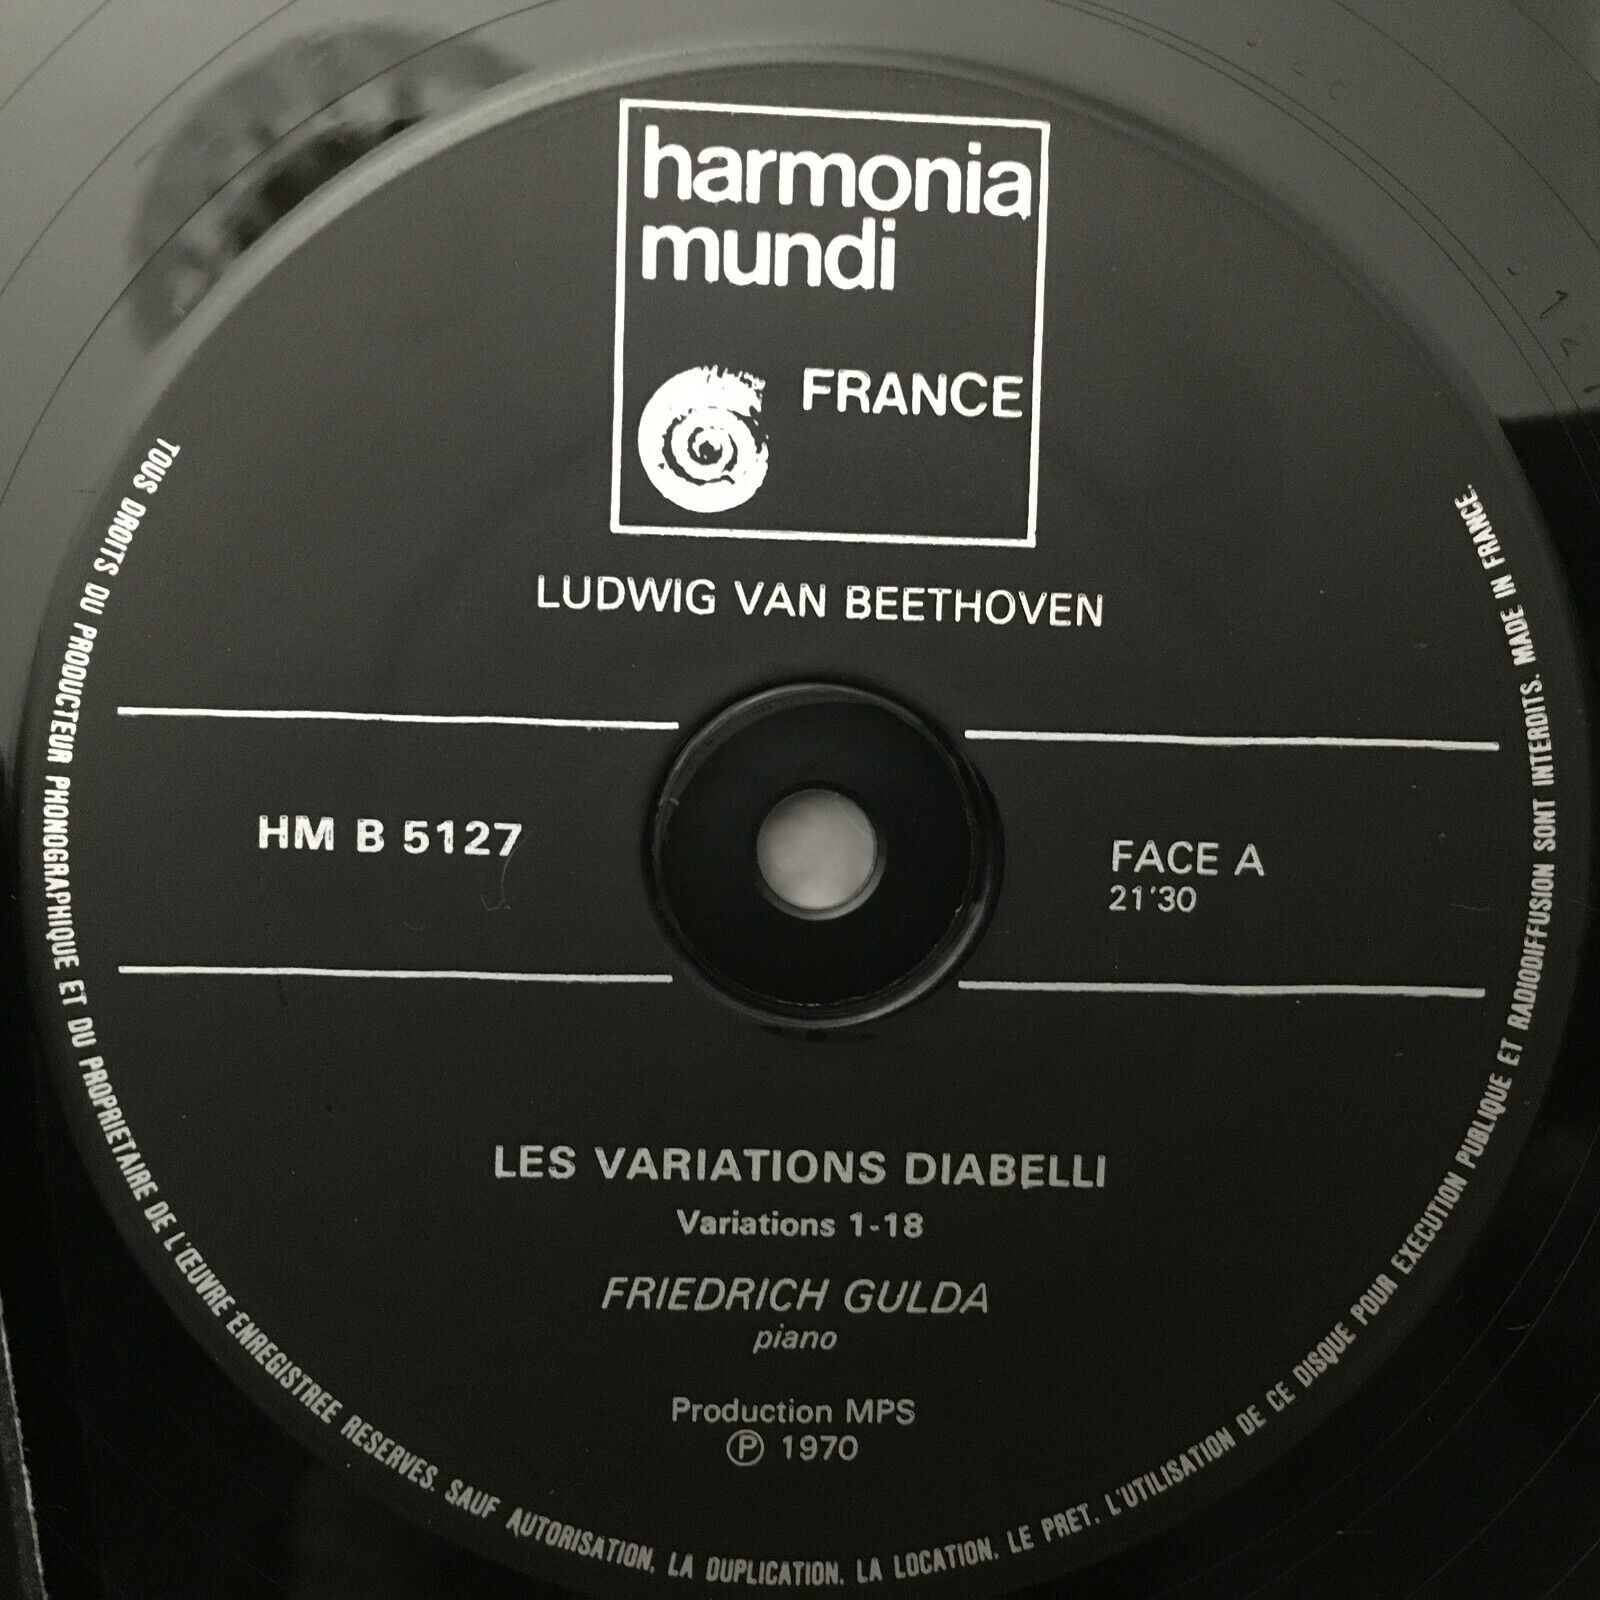 harmonia
mundi
FRANCE
LUDWIG VAN BEETHOVEN
HM B 5127
FACE A
21'30
LES VARIATIONS DIABELLI
Variations 1-18
FRIEDRICH GULDA
piano
Production MPS
Ⓟ 1970
TOUS DROITS DU PRODUCTEUR PHONOGRAPHIQUE ET DU PROPRIETAIRE DE L'ŒUVRE ENREGISTREE RESERVES. SAUF AUTORISATION, LA DUPLICATION, LA LOCATION, LE PRET, L'UTILISATION DE CE DISQUE POUR EXECUTION PUBLIQUE ET RADIODIFFUSION SONT INTERDITS. MADE IN FRANCE.